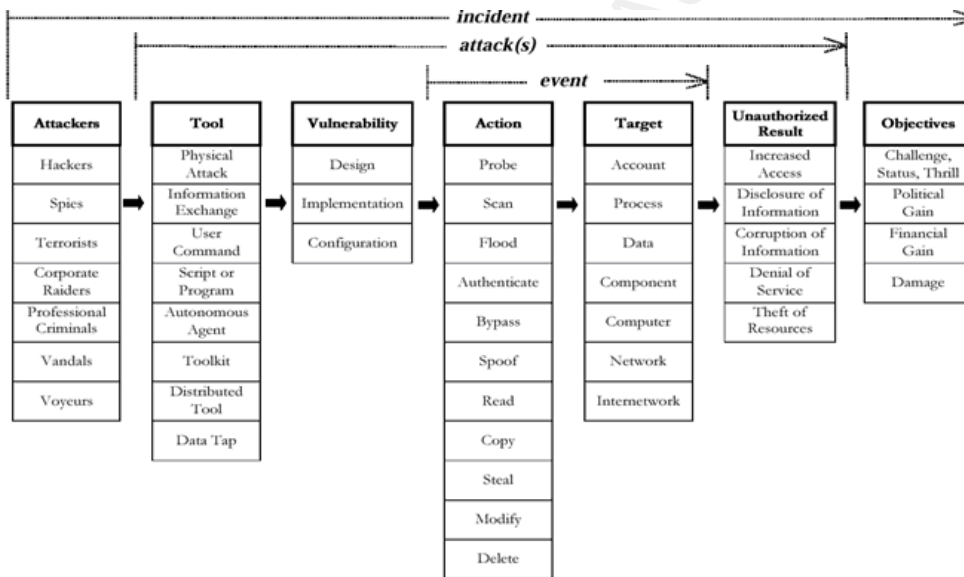 incident
attack(s)
event
Attackers
Hackers
Spies
Terrorists
Corporate
Raiders
Professional
Criminals
Vandals
Voyeurs
Tool
Physical
Attack
Information
Exchange
User
Command
Script or
Program
Autonomous
Agent
Toolkit
Distributed
Tool
Data Tap
Vulnerability
Design
Implementation
Configuration
Action
Probe
Scan
Flood
Authenticate
Bypass
Spoof
Read
Copy
Steal
Modify
Delete
Target
Account
Process
Data
Component
Computer
Network
Internetwork
Unauthorized
Result
Increased
Access
Disclosure of
Information
Corruption of
Information
Denial of
Service
Theft of
Resources
Objectives
Challenge,
Status, Thrill
Political
Gain
Financial
Gain
Damage